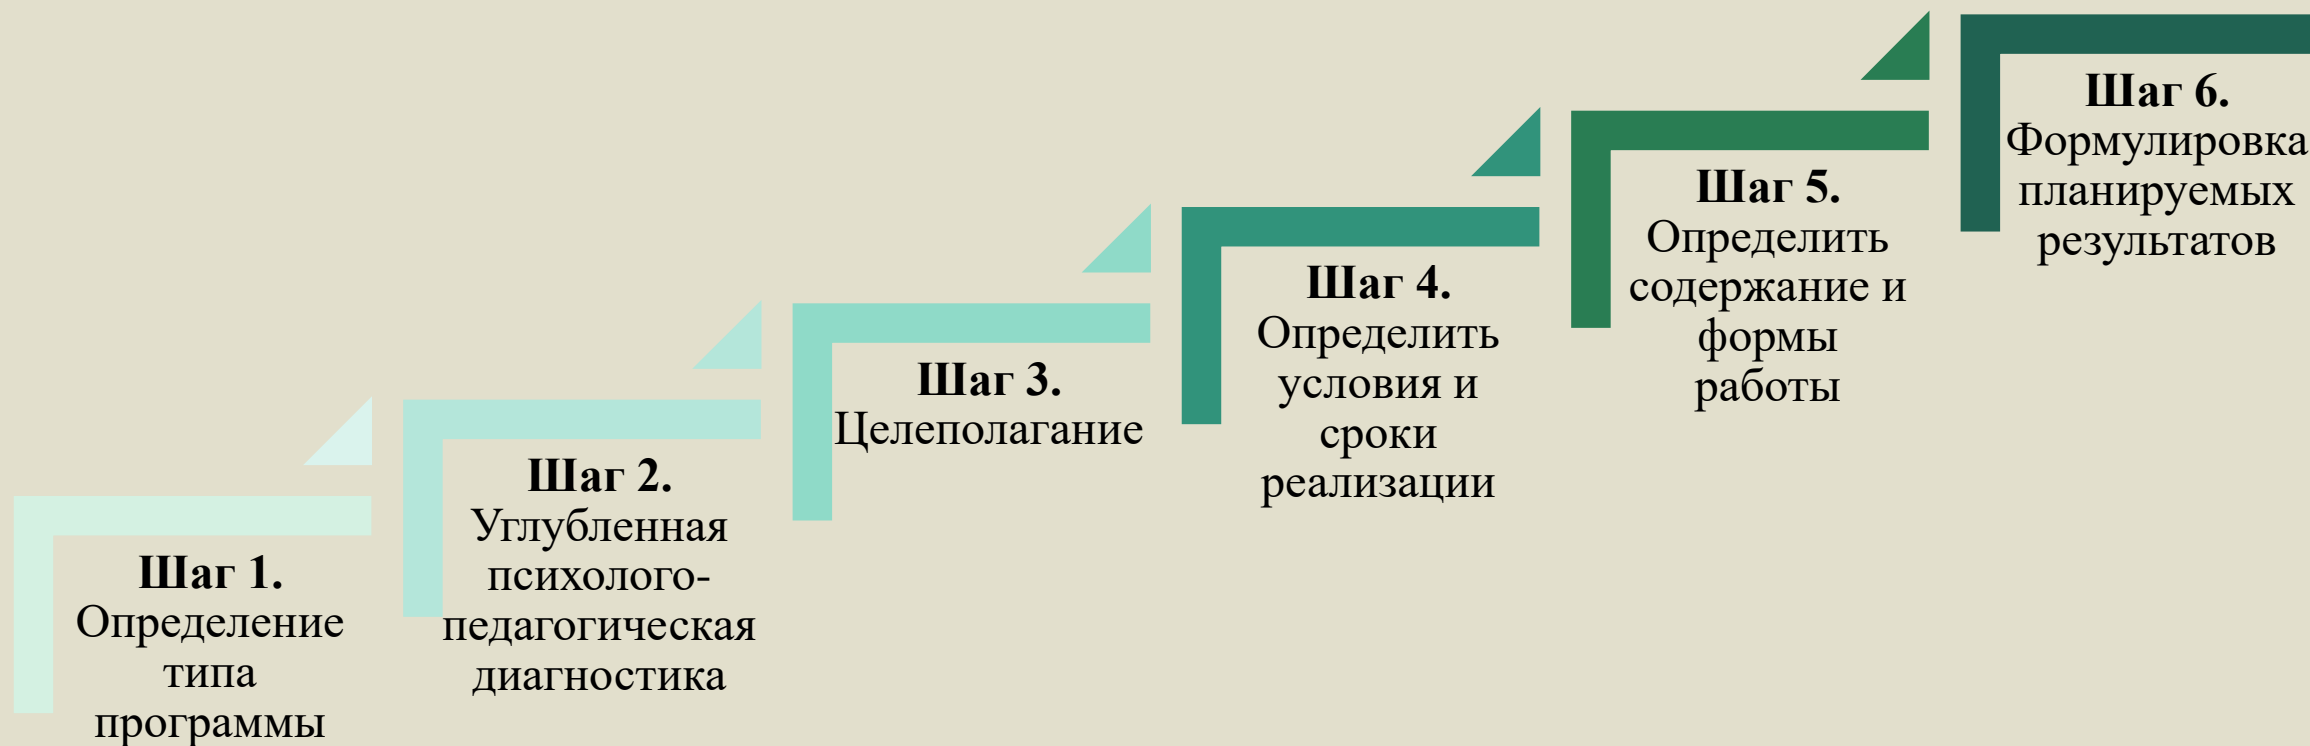 Шаг 1.
Определение
типа
программы
Шаг 2.
Углубленная
психолого-
педагогическая
диагностика
Шаг 3.
Целеполагание
Шаг 4.
Определить
условия и
сроки
реализации
Шаг 5.
Определить
содержание и
формы
работы
Шаг 6.
Формулировка
планируемых
результатов